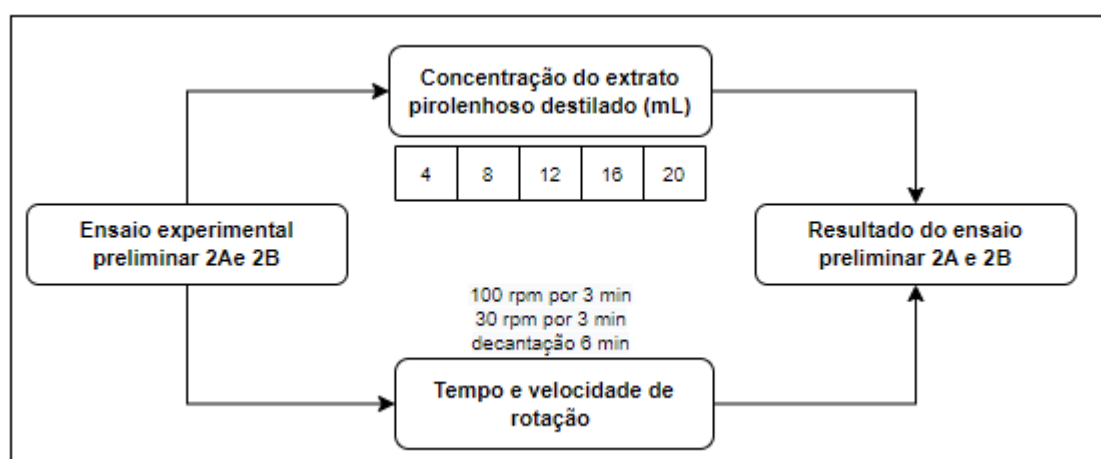 Concentração do extrato
pirolenhoso destilado (mL)
4 8 12 16 20
Ensaio experimental
preliminar 2Ae 2B
Resultado do ensaio
preliminar 2A e 2B
100 rpm por 3 min
30 rpm por 3 min
decantação 6 min
Tempo e velocidade de
rotação